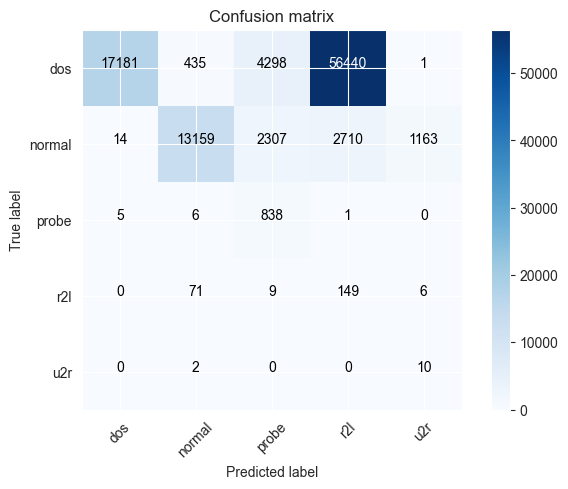 Confusion matrix
True label
dos 17181 435 4298 56440 1
normal 14 13159 2307 2710 1163
probe 5 6 838 1 0
r2l 0 71 9 149 6
u2r 0 2 0 0 10
dos normal probe r2l u2r
Predicted label
50000
40000
30000
20000
10000
0